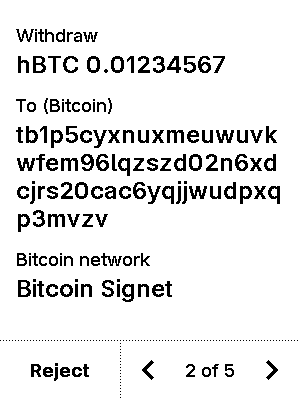 Withdraw
hBTC 0.01234567
To (Bitcoin)
tb1p5cyxnuxmeuwuvk
wfem96lqzszd02n6xd
cjrs20cac6yqjjwudpxq
p3mvzv
Bitcoin network
Bitcoin Signet
Reject 2 of 5